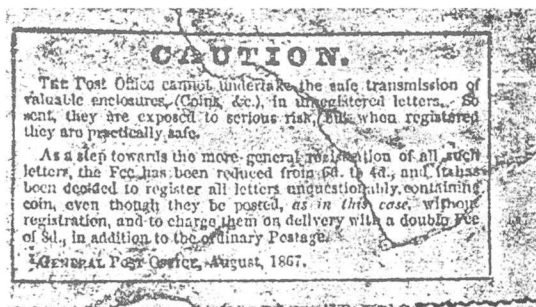 CAUTION.
THE Post Office cannot undertake the safe transmission of
valuable enclosures, (Coins, &c.), in unregistered letters. So
sent, they are exposed to serious risk, but when registered
they are practically safe.
As a step towards the more general registration of all such
letters, the Fee has been reduced from 6d. to 4d., and it has
been decided to register all letters unquestionably containing
coin, even though they be posted, as in this case, without
registration, and to charge them on delivery with a double Fee
of 8d., in addition to the ordinary Postage.
GENERAL POST OFFICE, August, 1867.